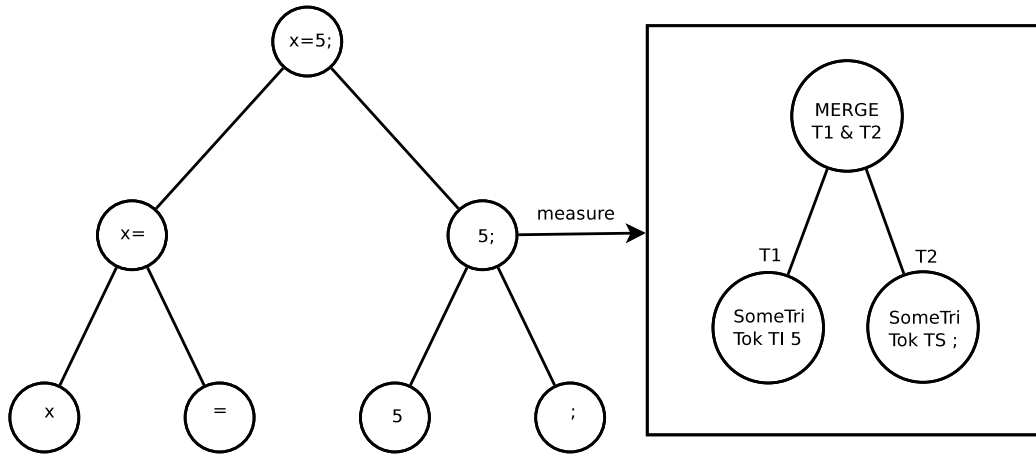 x=5;
x=
5;
x
=
5
;
measure
MERGE
T1 & T2
T1
T2
SomeTri
Tok TI 5
SomeTri
Tok TS ;